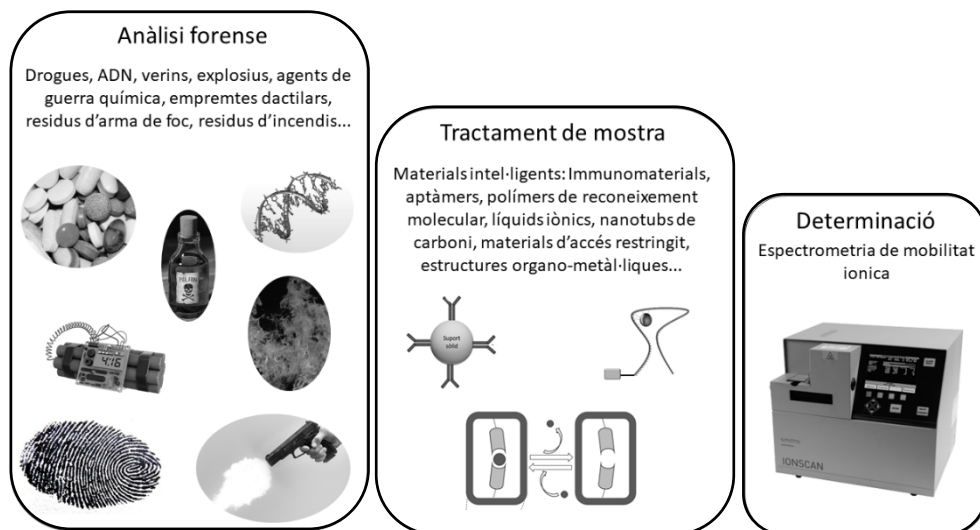 Anàlisi forense
Drogues, ADN, verins, explosius, agents de
guerra química, empremtes dactilars,
residus d'arma de foc, residus d'incendis...
4:16
Tractament de mostra
Materials intel·ligents: Immunomaterials,
aptàmers, polímers de reconeixement
molecular, líquids iònics, nanotubs de
carboni, materials d'accés restringit,
estructures organo-metàl·liques...
Suport
sòlid
Determinació
Espectrometria de mobilitat
ionica
smiths
IONSCAN